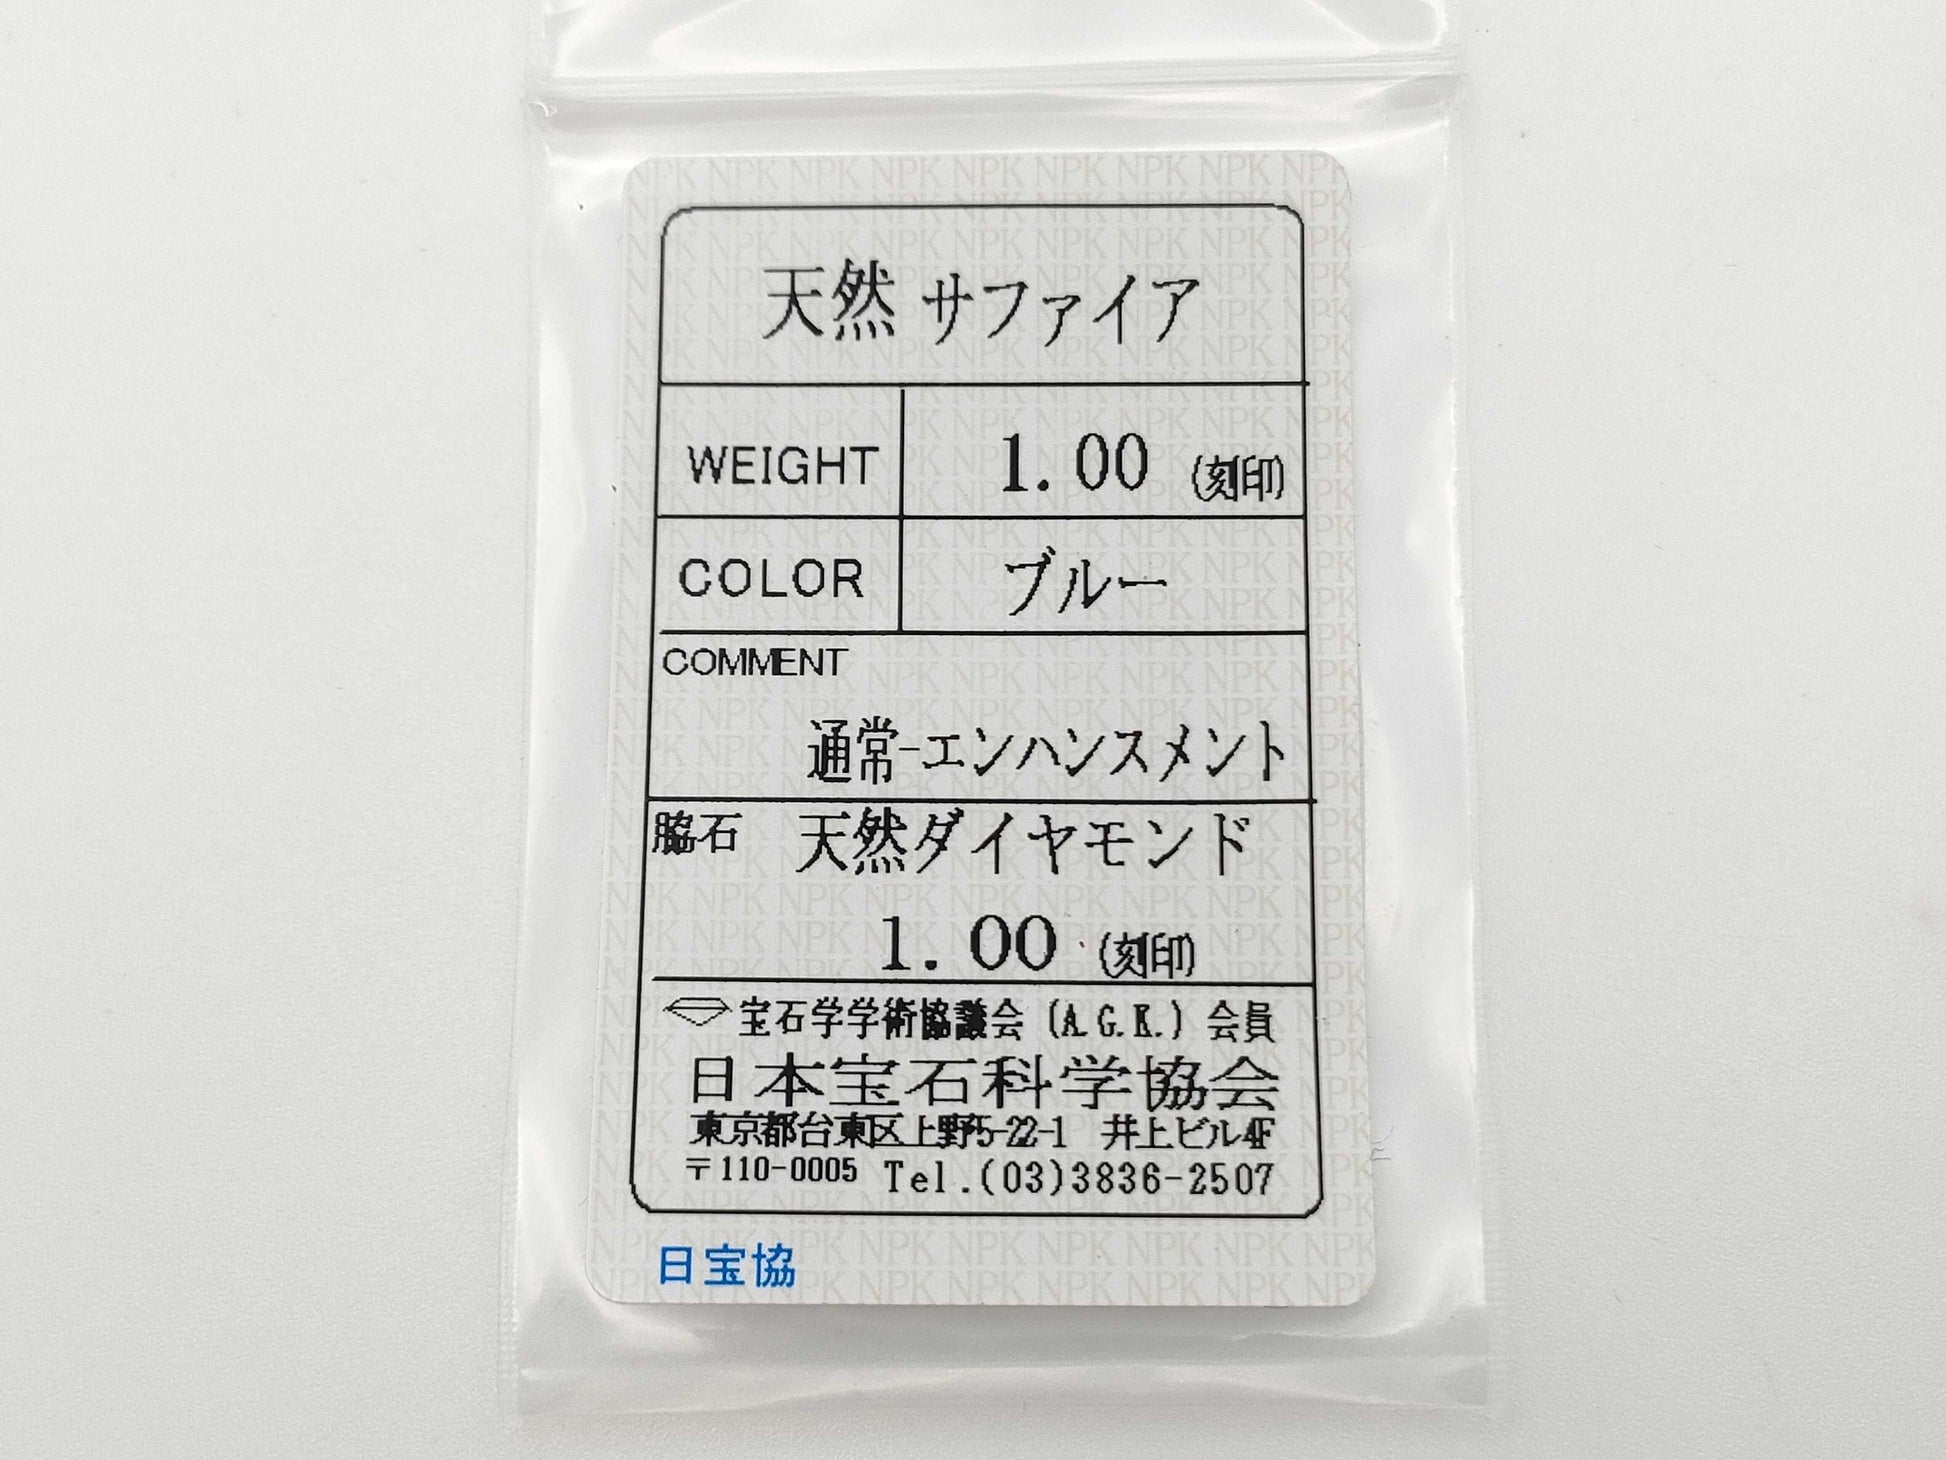 天然 サファイア
WEIGHT 1.00 (刻印)
COLOR ブルー
COMMENT
通常-エンハンスメント
脇石 天然ダイヤモンド
1.00 (刻印)
宝石学学術協議会 (A.G.K.) 会員
日本宝石科学協会
東京都台東区上野5-22-1 井上ビル4F
〒110-0005 Tel.(03)3836-2507
日宝協